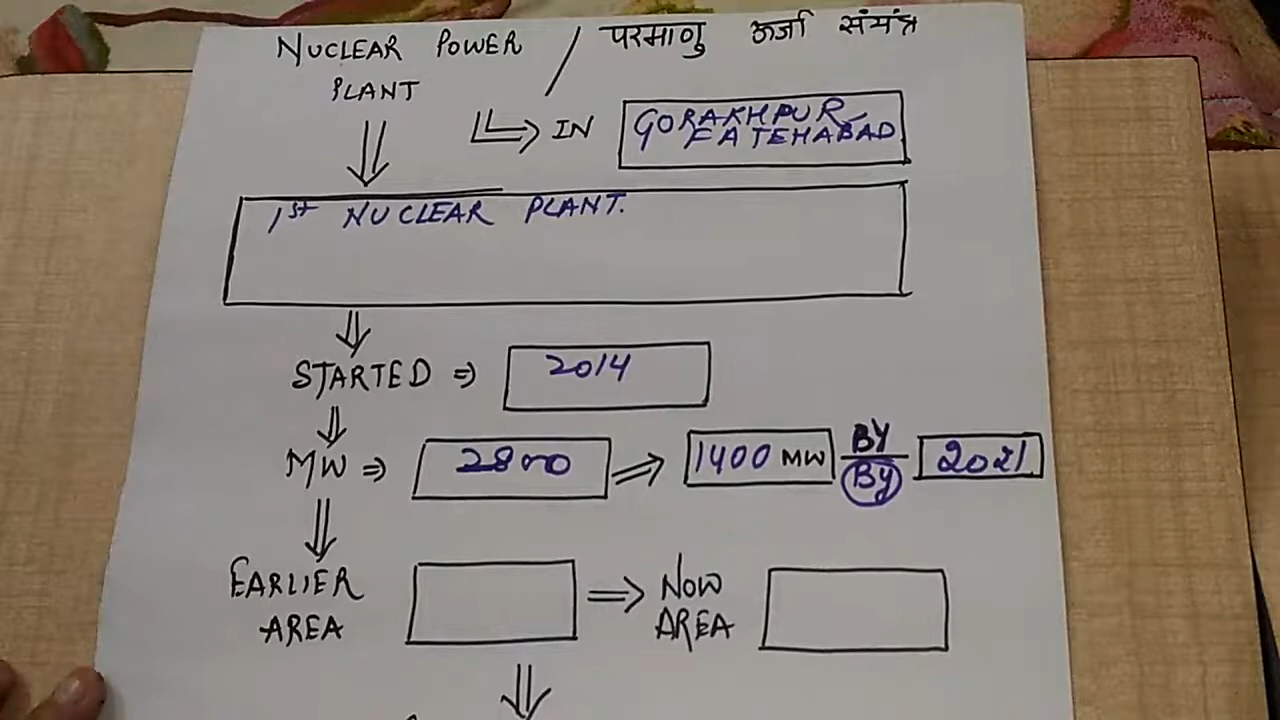 NUCLEAR POWER / परमाणु ऊर्जा संयंत्र
PLANT
IN GORAKHPUR
FATEHABAD
1st NUCLEAR PLANT.
STARTED ⇒ 2014
MW ⇒ 2800 ⇒ 1400 MW BY
By 2021
EARLIER ⇒ NOW
AREA AREA